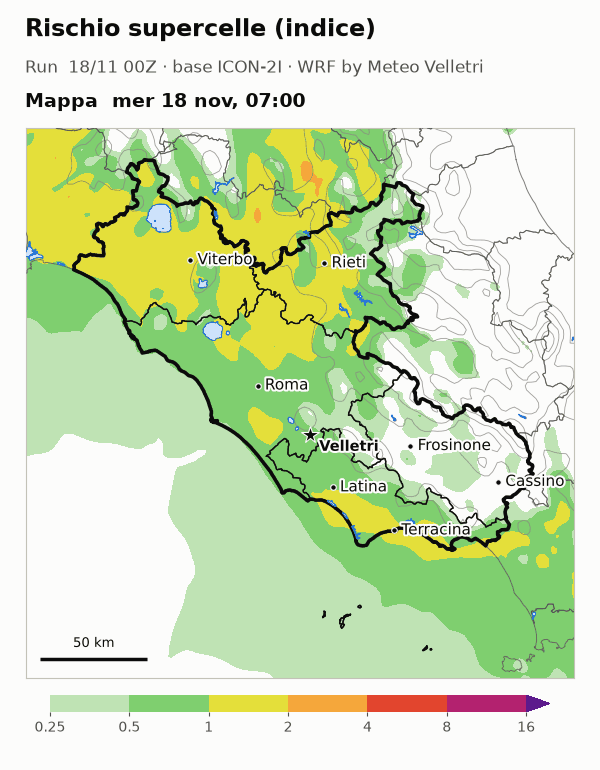 Rischio supercelle (indice)
Run  18/11 00Z · base ICON-2I · WRF by Meteo Velletri
Mappa  mer 18 nov, 07:00
Viterbo
Rieti
Roma
Velletri
Frosinone
Cassino
Latina
Terracina
50 km
0.25 0.5 1 2 4 8 16